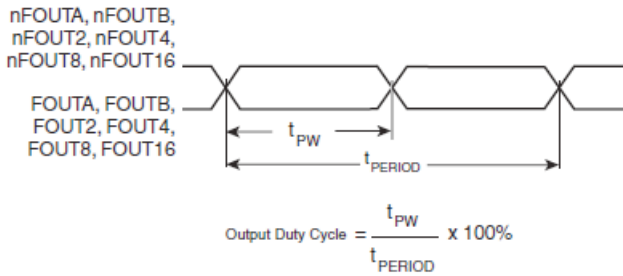 nFOUTA, nFOUTB,
nFOUT2, nFOUT4,
nFOUT8, nFOUT16
FOUTA, FOUTB,
FOUT2, FOUT4,
FOUT8, FOUT16
tPW
tPERIOD
Output Duty Cycle = tPW / tPERIOD x 100%